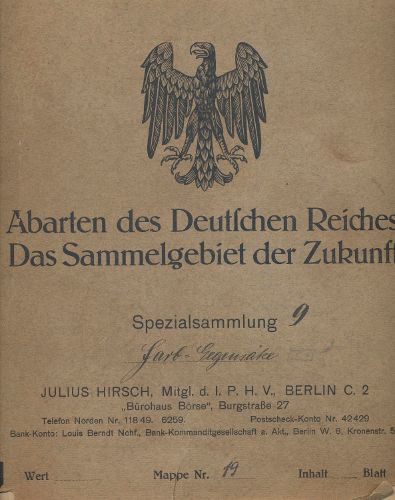 Abarten des Deutſchen Reiches
Das Sammelgebiet der Zukunft
Spezialsammlung 9
Farb-Gegensätze
JULIUS HIRSCH, Mitgl. d. I. P. H. V., BERLIN C. 2
„Bürohaus Börse“, Burgstraße 27
Telefon Norden Nr. 11849. 6259. Postscheck-Konto Nr. 42429
Bank-Konto: Louis Berndt Nchf., Bank-Kommanditgesellschaft a. Akt., Berlin W. 8, Kronenstr.
Wert Mappe Nr. 19 Inhalt Blatt